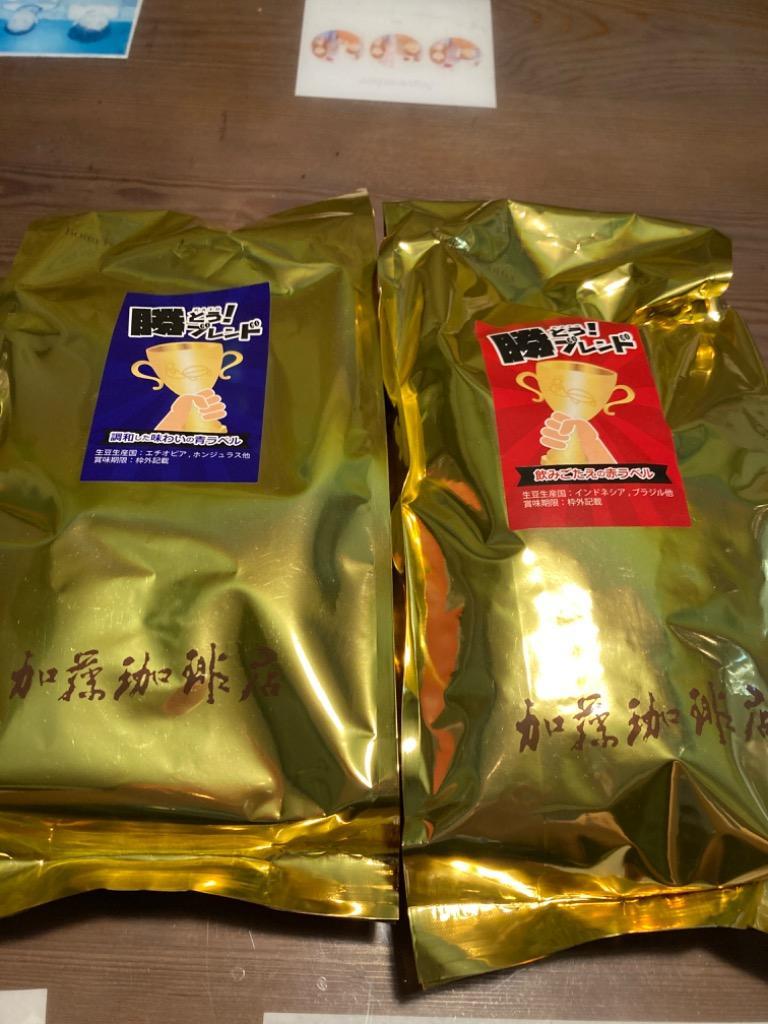 勝とう!
ブレンド
調和した味わいの青ラベル
生豆生産国：エチオピア,ホンジュラス他
賞味期限：枠外記載
加藤珈琲店
勝とう!
ブレンド
飲みごたえの赤ラベル
生豆生産国：インドネシア,ブラジル他
賞味期限：枠外記載
加藤珈琲店